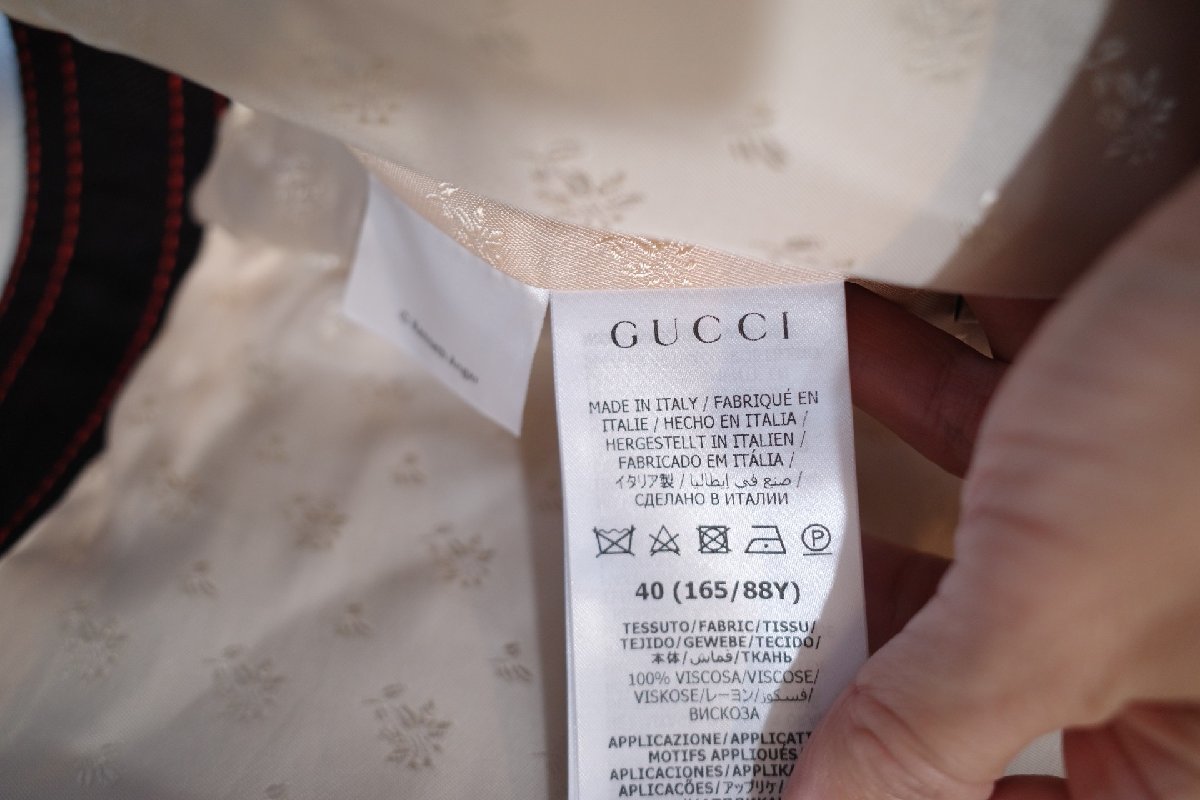 GUCCI
MADE IN ITALY / FABRIQUÉ EN
ITALIE / HECHO EN ITALIA /
HERGESTELLT IN ITALIEN /
FABRICADO EM ITÁLIA /
イタリア製 / صنع في إيطاليا /
СДЕЛАНО В ИТАЛИИ
P
40 (165/88Y)
TESSUTO/FABRIC/TISSU/
TEJIDO/GEWEBE/TECIDO/
本体/قماش/ТКАНЬ
100% VISCOSA/VISCOSE/
VISKOSE/レーヨン/فسكوز/
ВИСКОЗА
APPLICAZIONE/APPLICATI
MOTIFS APPLIQUÉS/
APLICACIONES/APPLIK/
APLICAÇÕES/アップリケ/